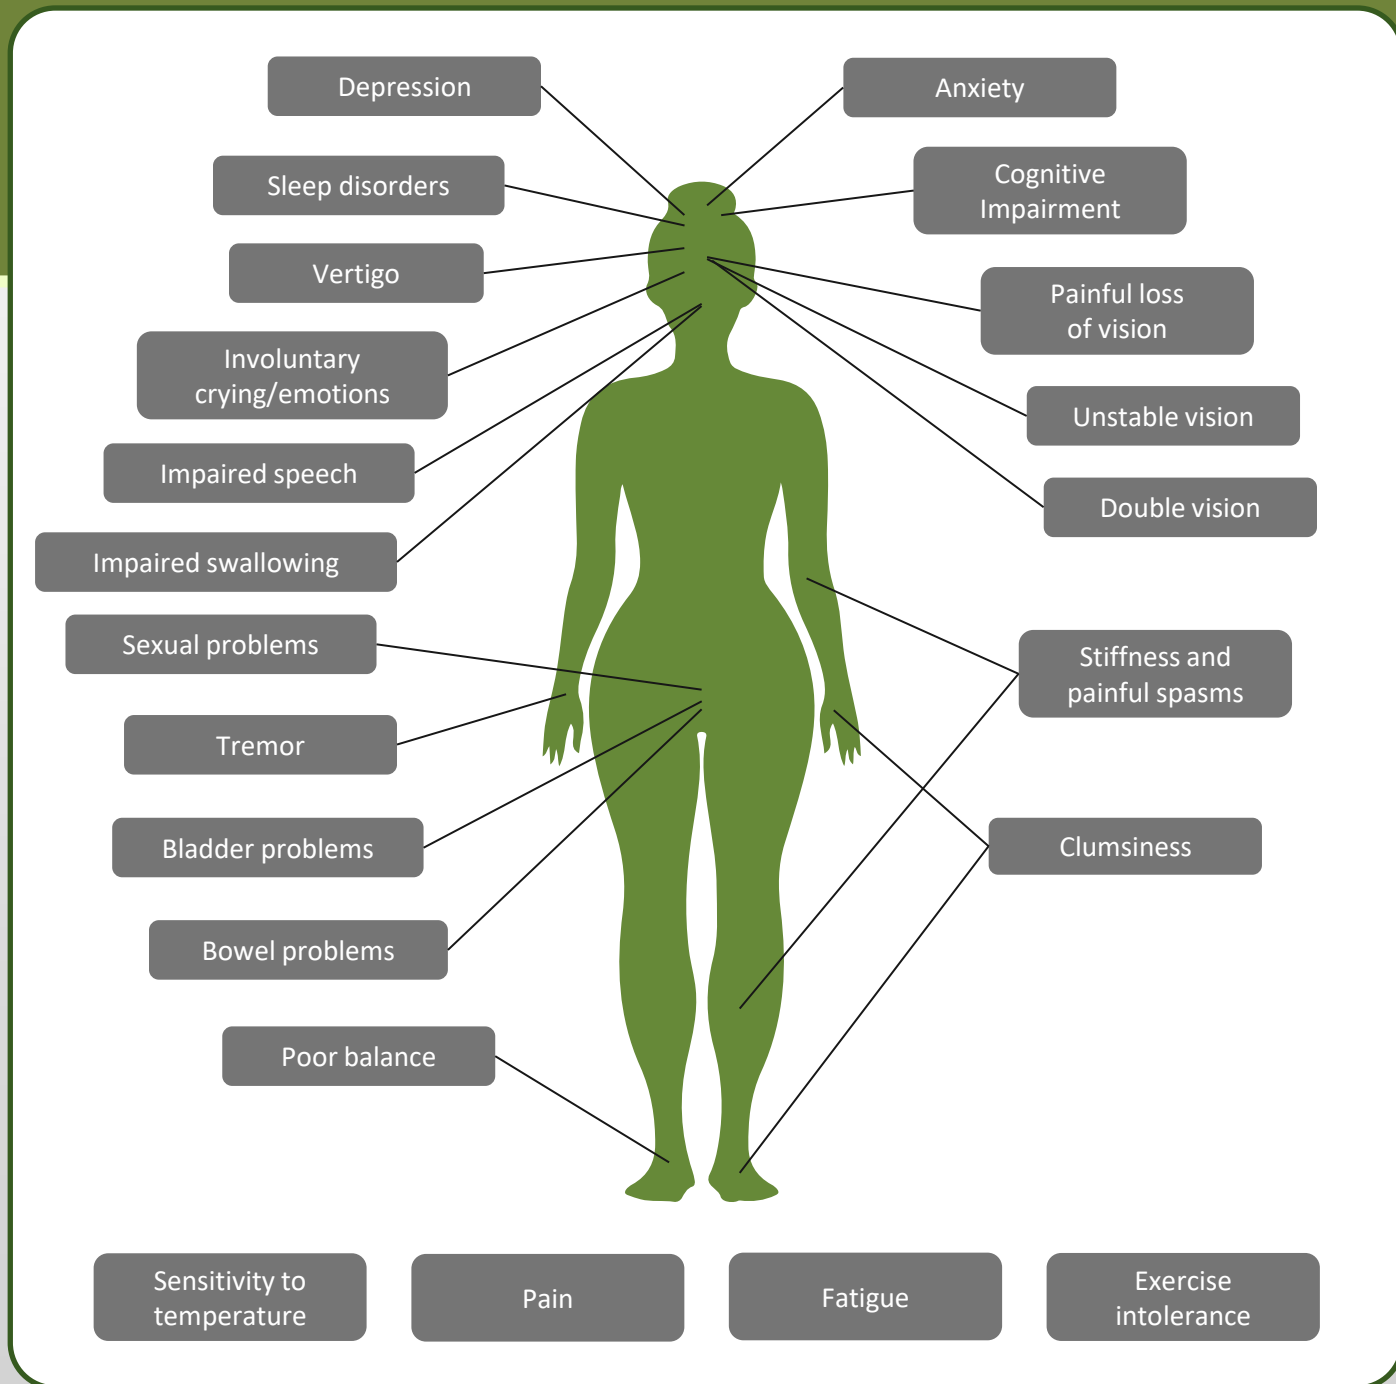 Depression
Anxiety
Sleep disorders
Cognitive
Impairment
Vertigo
Painful loss
of vision
Involuntary
crying/emotions
Unstable vision
Impaired speech
Double vision
Impaired swallowing
Sexual problems
Stiffness and
painful spasms
Tremor
Bladder problems
Clumsiness
Bowel problems
Poor balance
Sensitivity to
temperature
Pain
Fatigue
Exercise
intolerance